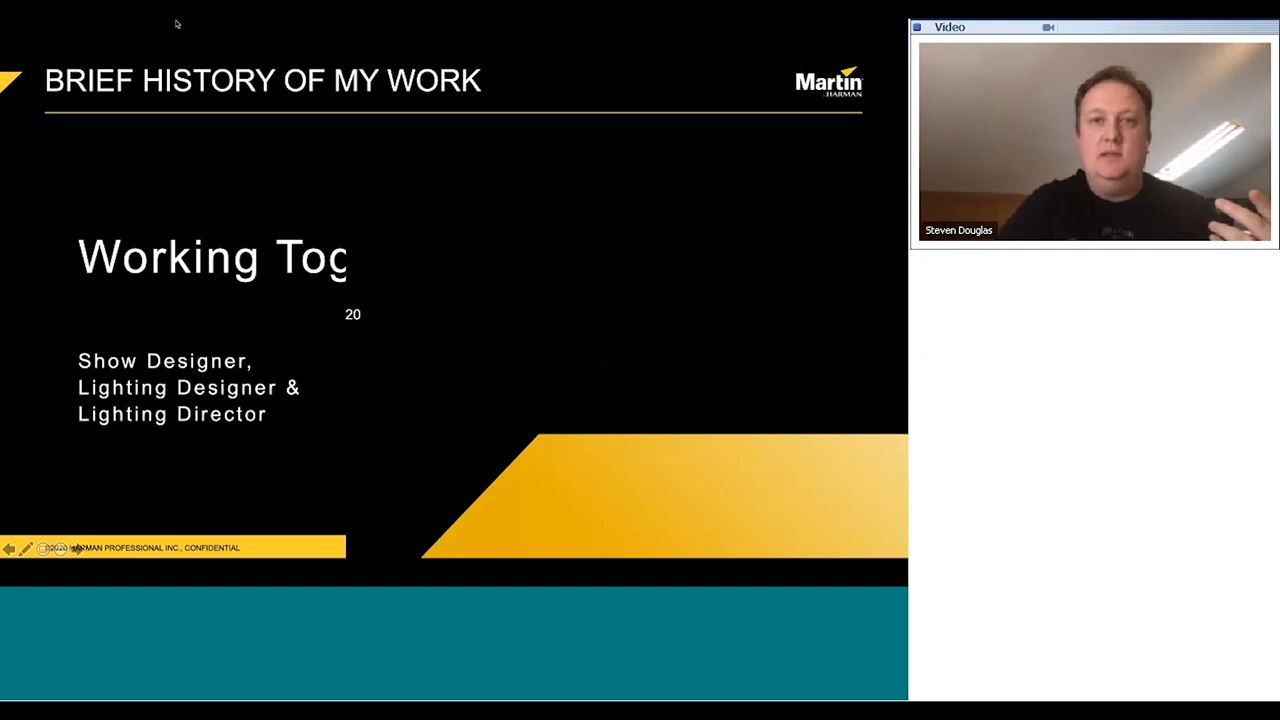 BRIEF HISTORY OF MY WORK
Martin
by HARMAN
Working Tog
20
Show Designer,
Lighting Designer &
Lighting Director
HARMAN PROFESSIONAL INC., CONFIDENTIAL
Video
Steven Douglas